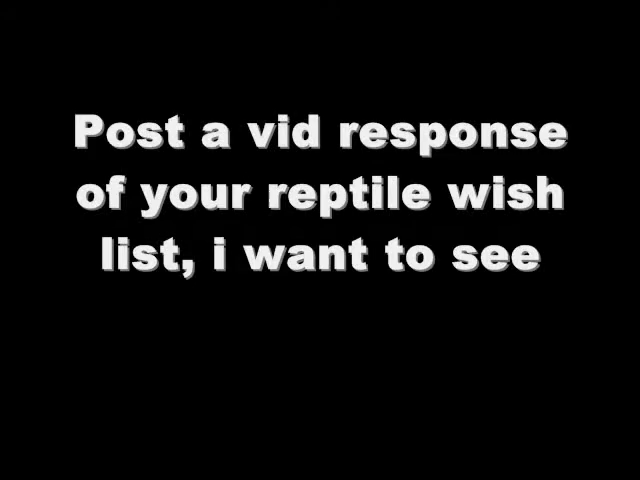 Post a vid response
of your reptile wish
list, i want to see